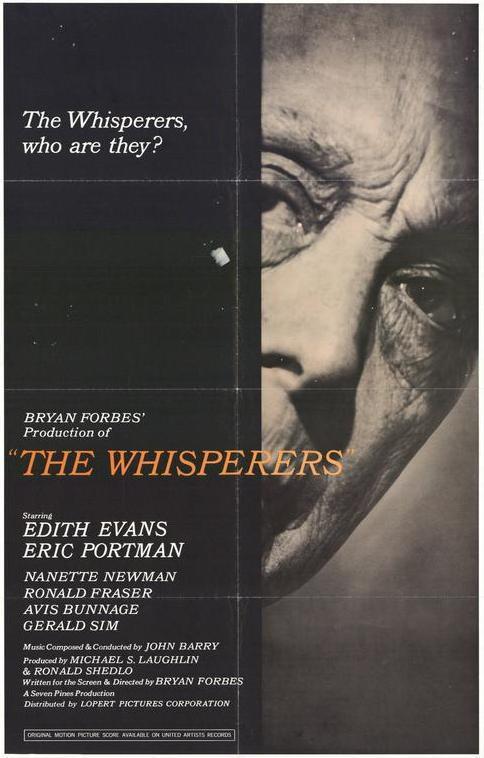 The Whisperers,
who are they?
BRYAN FORBES'
Production of
"THE WHISPERERS"
Starring
EDITH EVANS
ERIC PORTMAN
NANETTE NEWMAN
RONALD FRASER
AVIS BUNNAGE
GERALD SIM
Music Composed & Conducted by JOHN BARRY
Produced by MICHAEL S. LAUGHLIN
& RONALD SHEDLO
Written for the Screen & Directed by BRYAN FORBES
A Seven Pines Production
Distributed by LOPERT PICTURES CORPORATION
ORIGINAL MOTION PICTURE SCORE AVAILABLE ON UNITED ARTISTS RECORDS